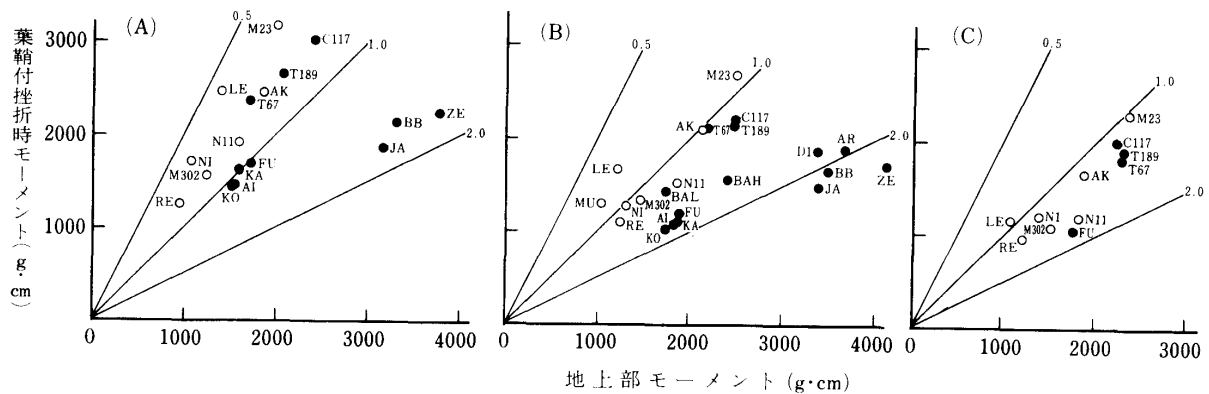 葉鞘付挫折時モーメント(g·cm)
(A)
0.5
1.0
2.0
3000
2000
1000
0
M23
C117
T189
LE
AK
T67
ZE
BB
JA
N11
NI
M302
FU
KA
AI
KO
RE
0
1000
2000
3000
4000
(B)
0.5
1.0
2.0
M23
C117
AK
T67
T189
DI
AR
LE
BB
ZE
JA
BAH
N11
BAL
MU
M302
NI
FU
RE
AI
KA
KO
0
1000
2000
3000
4000
(C)
0.5
1.0
2.0
M23
C117
T189
T67
AK
LE
N1
N11
M302
FU
RE
0
1000
2000
3000
地上部モーメント(g·cm)